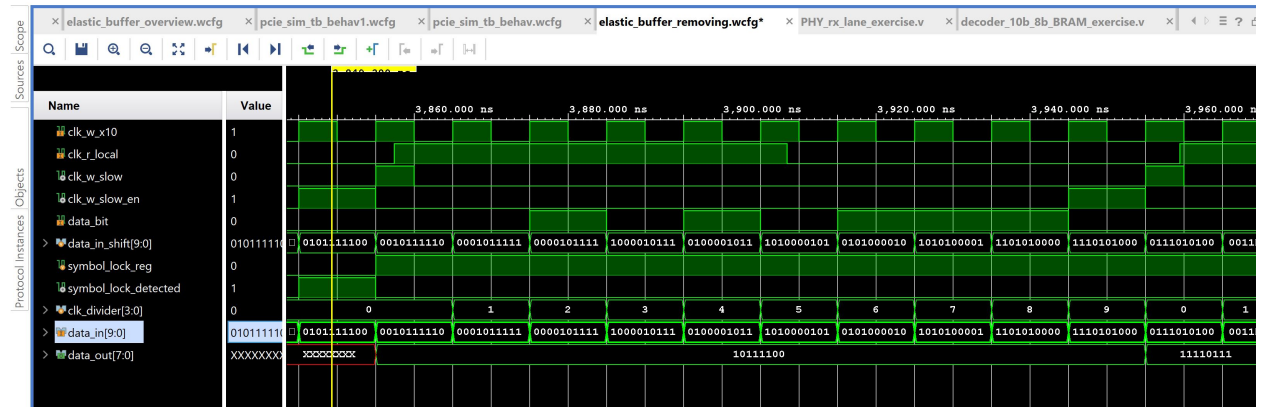 elastic_buffer_overview.wcfg × pcie_sim_tb_behav1.wcfg × pcie_sim_tb_behav.wcfg × elastic_buffer_removing.wcfg* × PHY_rx_lane_exercise.v × decoder_10b_8b_BRAM_exercise.v ×
Scope
Sources
Objects
Protocol Instances
Name Value
3,860.000 ns 3,880.000 ns 3,900.000 ns 3,920.000 ns 3,940.000 ns 3,960.000 n
clk_w_x10 1
clk_r_local 0
clk_w_slow 0
clk_w_slow_en 1
data_bit 0
data_in_shift[9:0] 010111110 0101111100 0010111110 0001011111 0000101111 1000010111 0100001011 1010000101 0101000010 1010100001 1101010000 1110101000 0111010100 0011
symbol_lock_reg 0
symbol_lock_detected 1
clk_divider[3:0] 0 0 1 2 3 4 5 6 7 8 9 0 1
data_in[9:0] 010111110 0101111100 0010111110 0001011111 0000101111 1000010111 0100001011 1010000101 0101000010 1010100001 1101010000 1110101000 0111010100 0011
data_out[7:0] XXXXXXXX XXXXXXXX 10111100 11110111